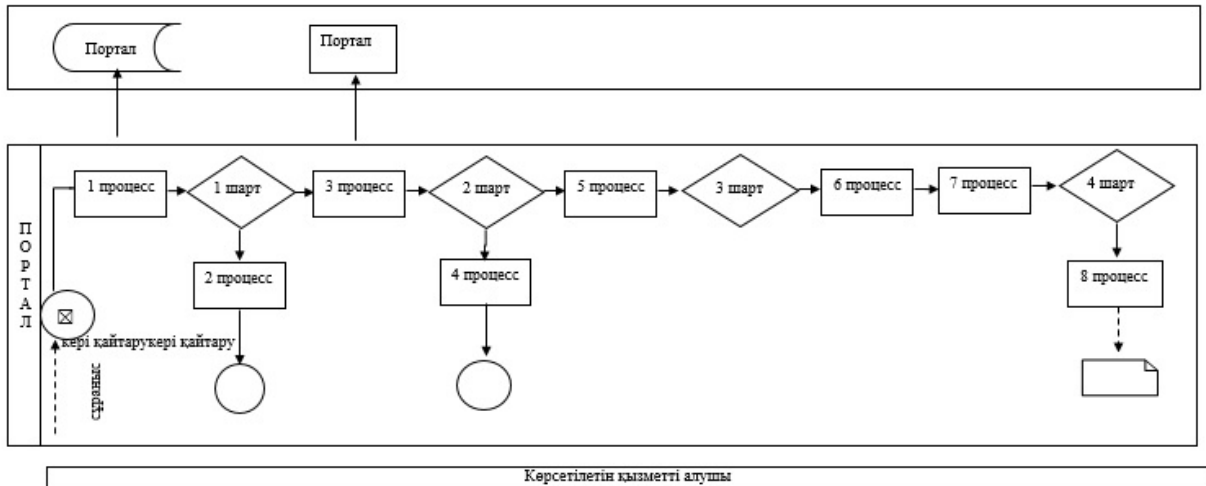 Портал
Портал
ПОРТАЛ
1 процесс
1 шарт
3 процесс
2 шарт
5 процесс
3 шарт
6 процесс
7 процесс
4 шарт
2 процесс
4 процесс
8 процесс
кері қайтарукері қайтару
сұраныс
Көрсетілетін қызметті алушы